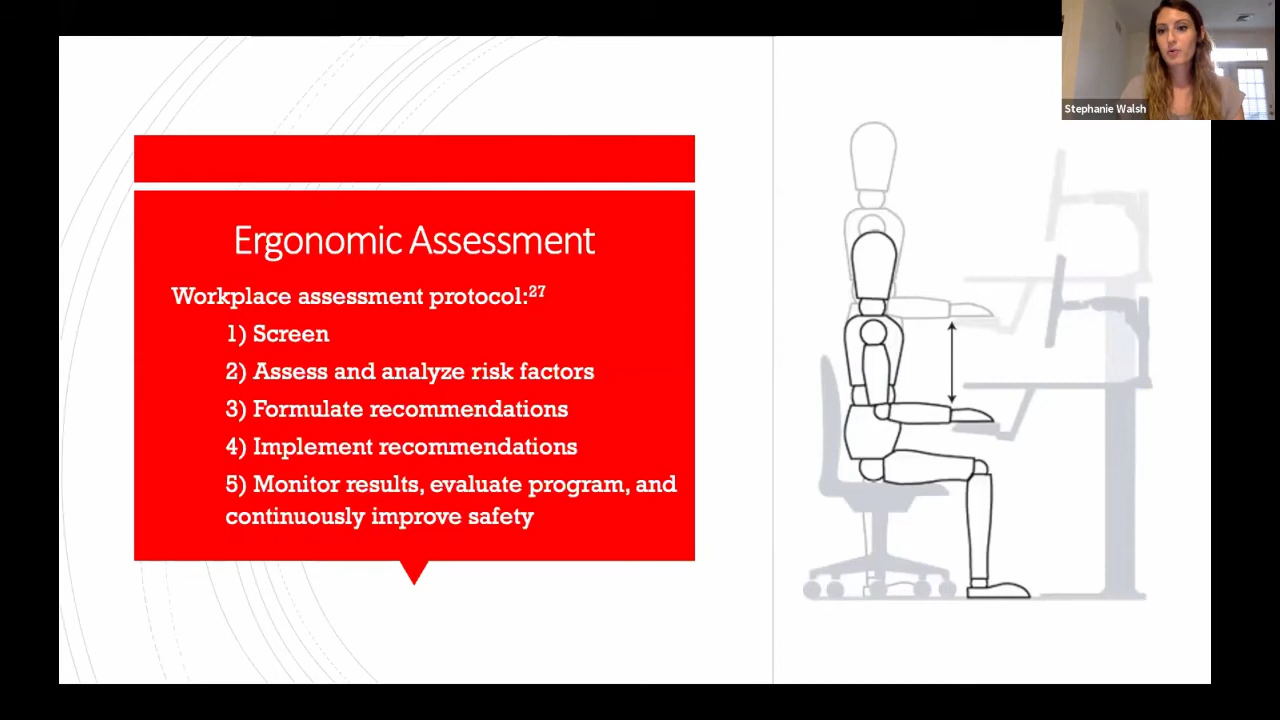 Stephanie Walsh
Ergonomic Assessment
Workplace assessment protocol:27
1) Screen
2) Assess and analyze risk factors
3) Formulate recommendations
4) Implement recommendations
5) Monitor results, evaluate program, and
continuously improve safety